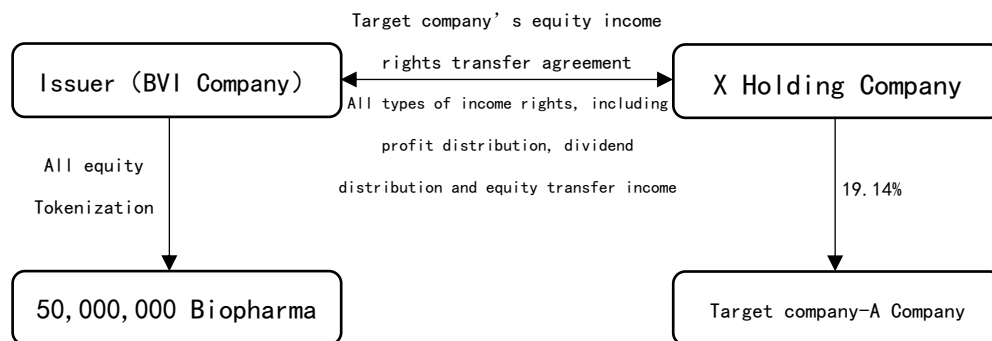 Target company’s equity income
rights transfer agreement
Issuer（BVI Company）
X Holding Company
All types of income rights, including
profit distribution, dividend
distribution and equity transfer income
All equity
Tokenization
19.14%
50,000,000 Biopharma
Target company-A Company